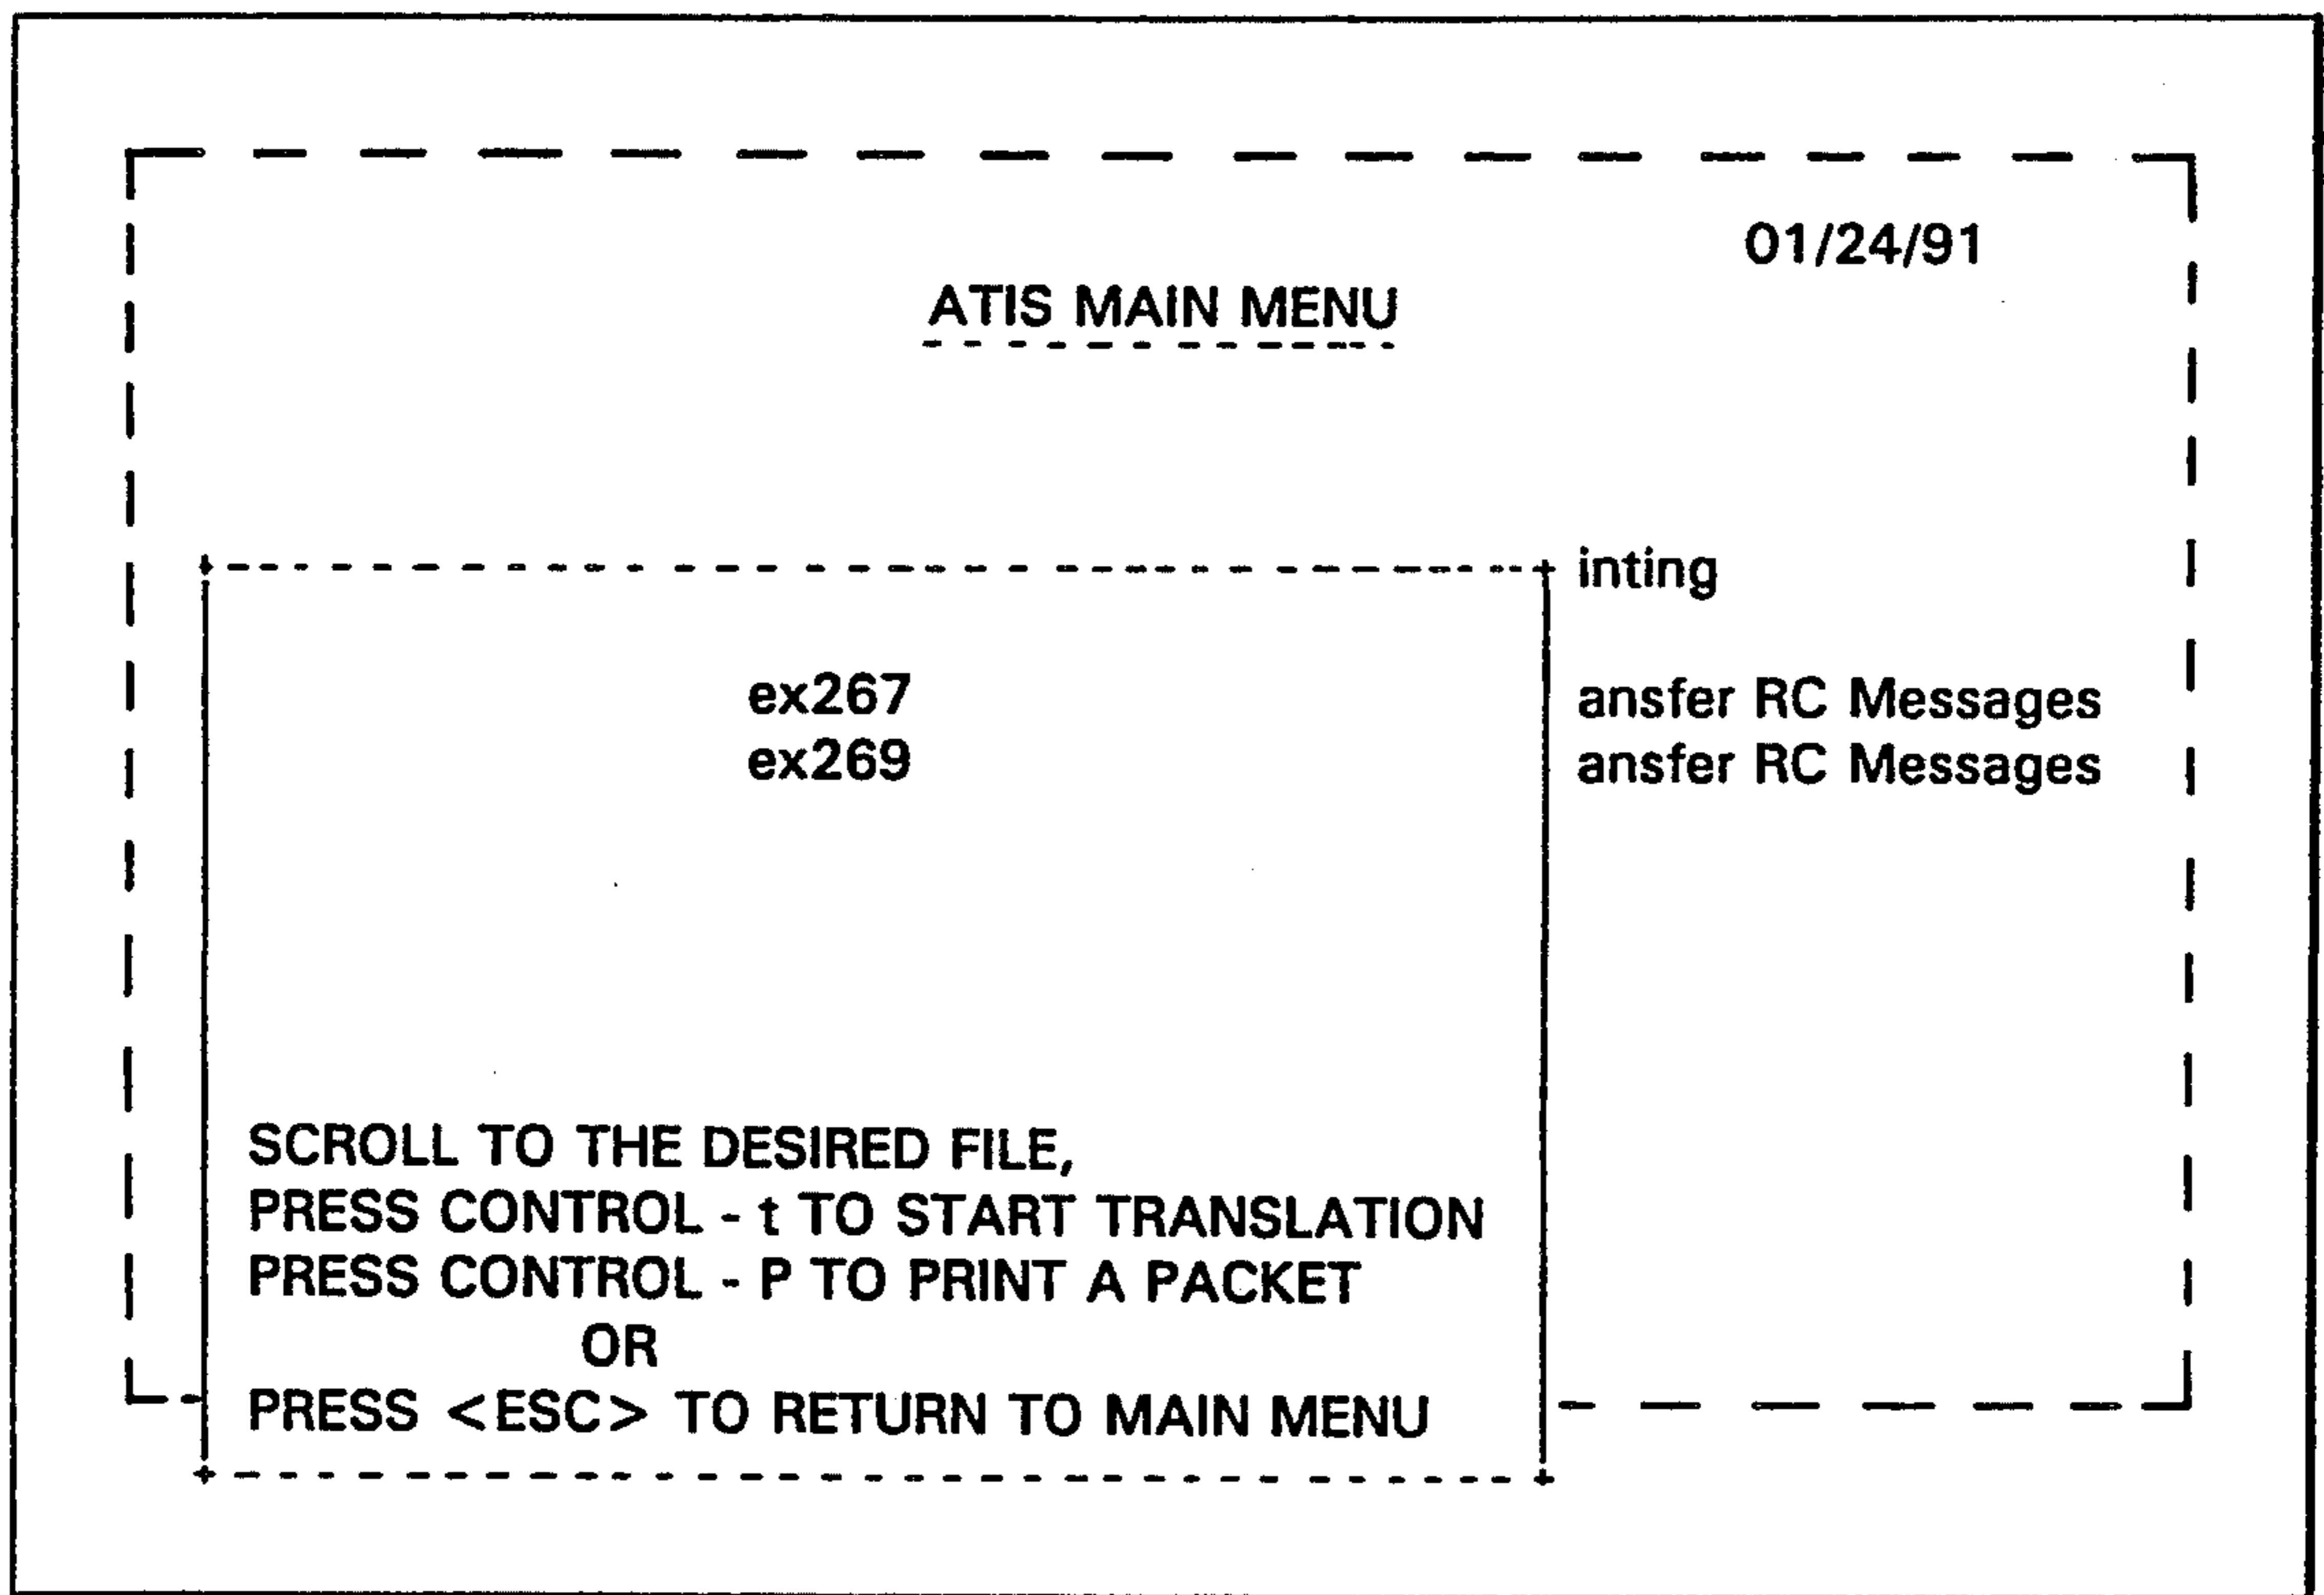 01/24/91
ATIS MAIN MENU
inting
ex267 ansfer RC Messages
ex269 ansfer RC Messages
SCROLL TO THE DESIRED FILE,
PRESS CONTROL - t TO START TRANSLATION
PRESS CONTROL - P TO PRINT A PACKET
OR
PRESS <ESC> TO RETURN TO MAIN MENU